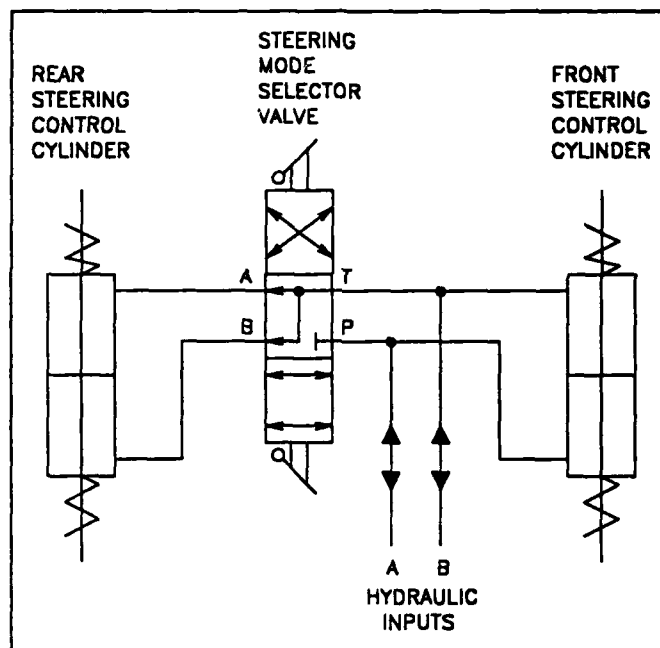 STEERING
MODE
SELECTOR
VALVE
REAR
STEERING
CONTROL
CYLINDER
FRONT
STEERING
CONTROL
CYLINDER
A T
B P
A B
HYDRAULIC
INPUTS